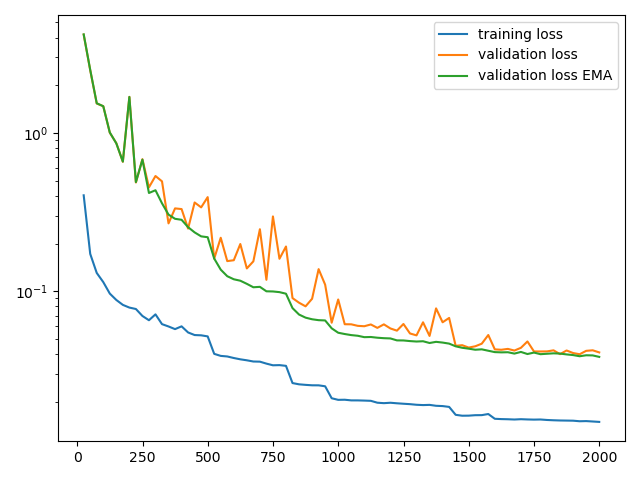 training loss
validation loss
validation loss EMA
10⁰
10⁻¹
0 250 500 750 1000 1250 1500 1750 2000